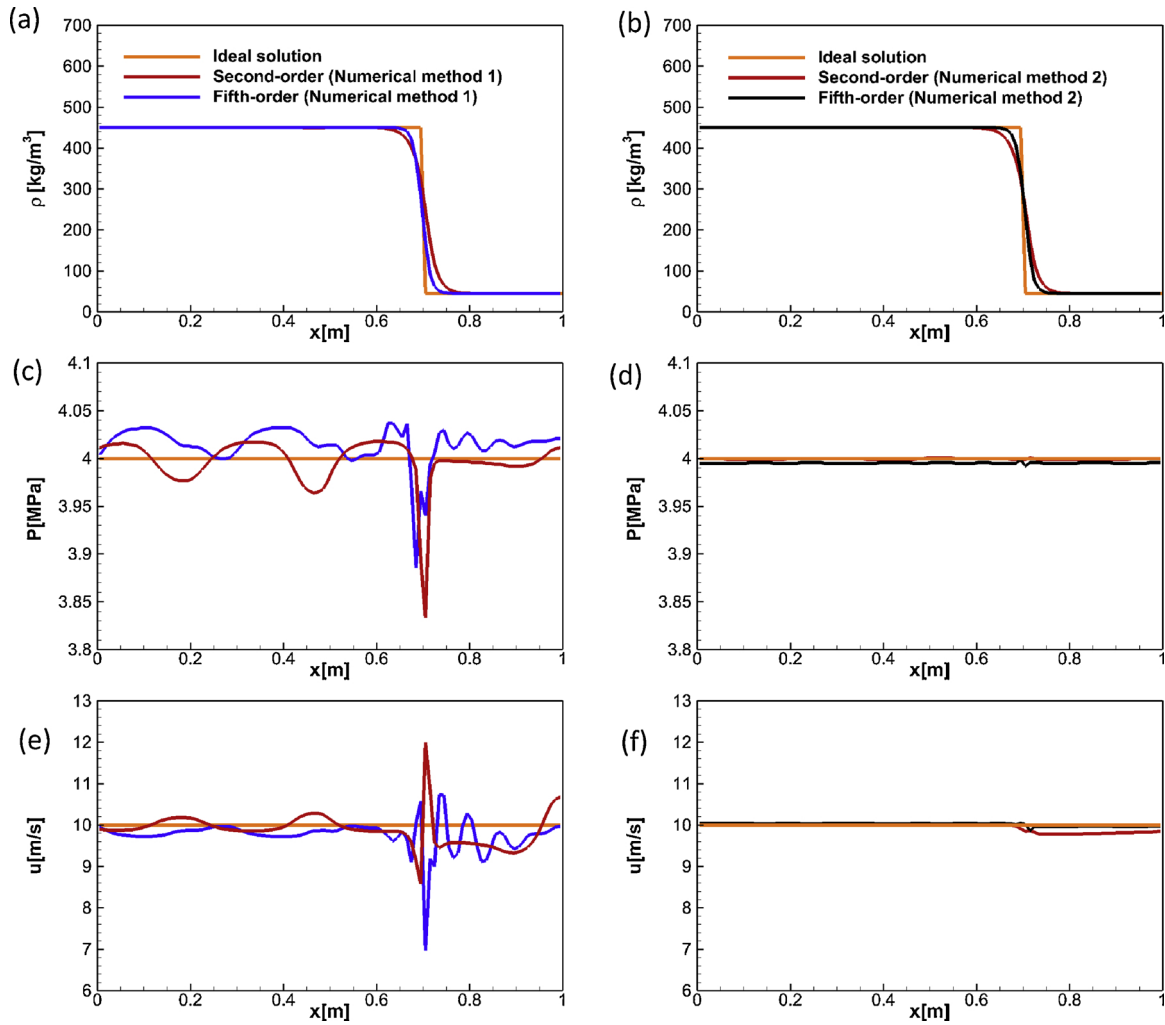 (a)
700
600
500
400
300
200
100
0
ρ [kg/m³]
Ideal solution
Second-order (Numerical method 1)
Fifth-order (Numerical method 1)
0 0.2 0.4 0.6 0.8 1
x[m]
(b)
700
600
500
400
300
200
100
0
ρ [kg/m³]
Ideal solution
Second-order (Numerical method 2)
Fifth-order (Numerical method 2)
0 0.2 0.4 0.6 0.8 1
x[m]
(c)
4.1
4.05
4
3.95
3.9
3.85
3.8
P[MPa]
0 0.2 0.4 0.6 0.8 1
x[m]
(d)
4.1
4.05
4
3.95
3.9
3.85
3.8
P[MPa]
0 0.2 0.4 0.6 0.8 1
x[m]
(e)
13
12
11
10
9
8
7
6
u[m/s]
0 0.2 0.4 0.6 0.8 1
x[m]
(f)
13
12
11
10
9
8
7
6
u[m/s]
0 0.2 0.4 0.6 0.8 1
x[m]